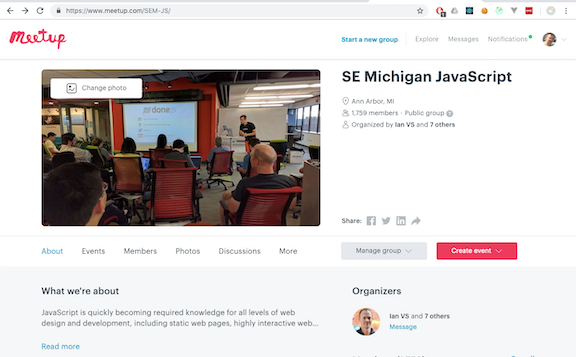 https://www.meetup.com/SEM-JS/
Meetup
Start a new group
Explore
Messages
Notifications
Change photo
done
SE Michigan JavaScript
Ann Arbor, MI
1,759 members · Public group
Organized by Ian VS and 7 others
Share:
About
Events
Members
Photos
Discussions
More
Manage group
Create event
What we're about
JavaScript is quickly becoming required knowledge for all levels of web
design and development, including static web pages, highly interactive web...
Read more
Organizers
Ian VS and 7 others
Message